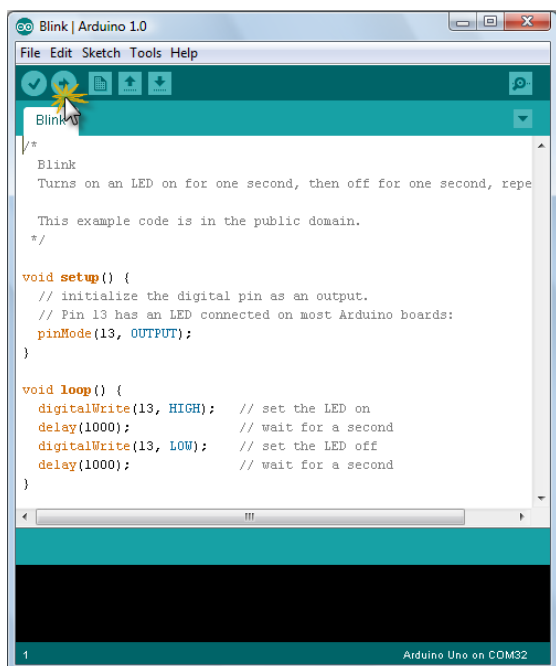 Blink | Arduino 1.0
File Edit Sketch Tools Help
Blink
/*
  Blink
  Turns on an LED on for one second, then off for one second, repe

  This example code is in the public domain.
 */

void setup() {
  // initialize the digital pin as an output.
  // Pin 13 has an LED connected on most Arduino boards:
  pinMode(13, OUTPUT);
}

void loop() {
  digitalWrite(13, HIGH);   // set the LED on
  delay(1000);              // wait for a second
  digitalWrite(13, LOW);    // set the LED off
  delay(1000);              // wait for a second
}
1
Arduino Uno on COM32